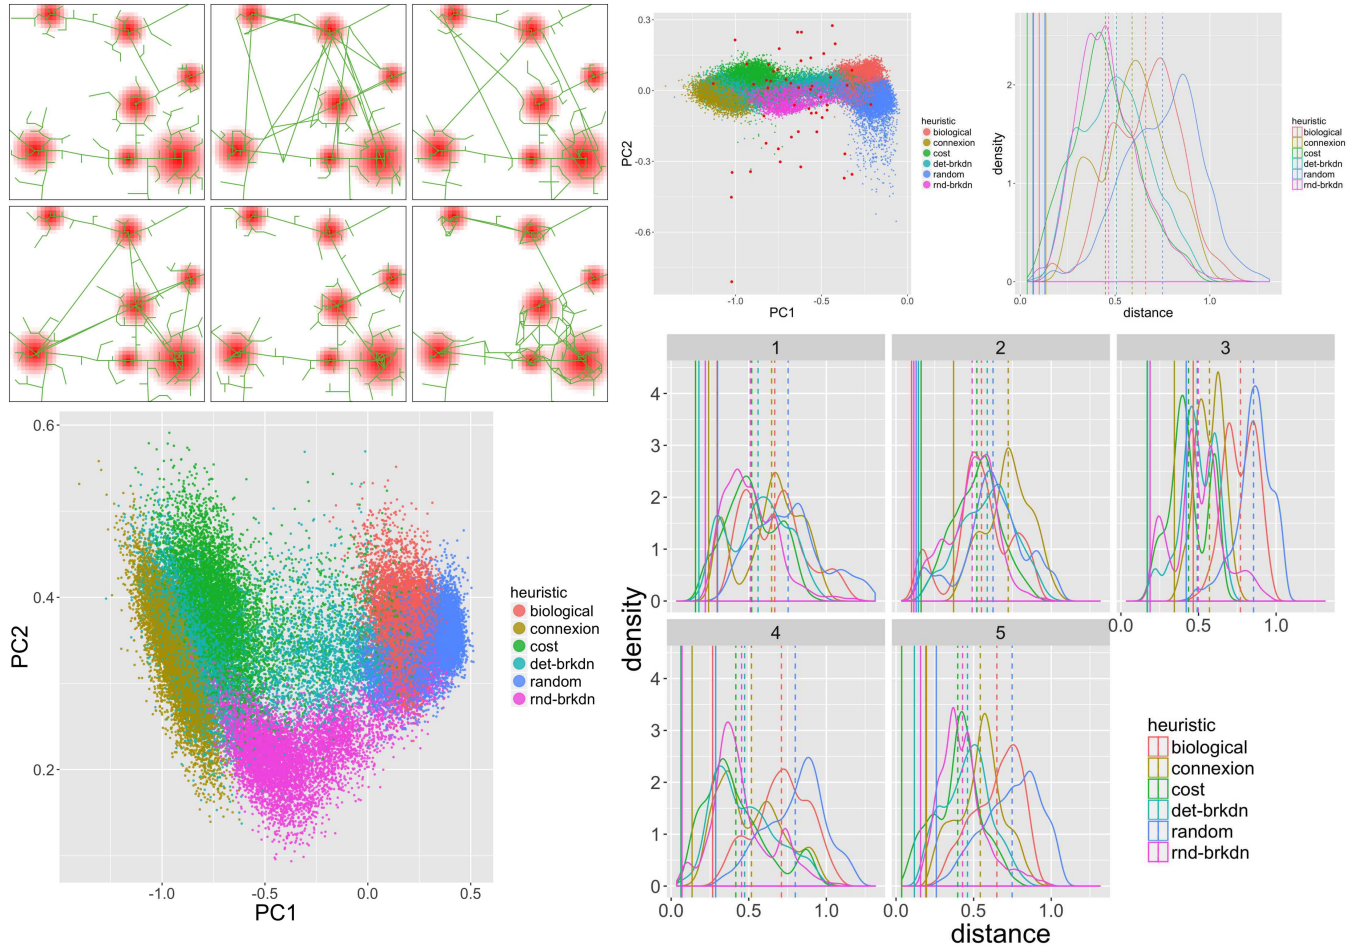 0.3
0.0
-0.3
-0.6
PC2
-1.0
-0.5
0.0
PC1
heuristic
biological
connexion
cost
det-brkdn
random
rnd-brkdn
2
1
0
density
0.0
0.5
1.0
distance
heuristic
biological
connexion
cost
det-brkdn
random
rnd-brkdn
0.6
0.4
0.2
PC2
-1.0
-0.5
0.0
0.5
PC1
heuristic
biological
connexion
cost
det-brkdn
random
rnd-brkdn
1
2
3
4
3
2
1
0
0.0
0.5
1.0
4
5
4
3
2
1
0
density
0.0
0.5
1.0
0.0
0.5
1.0
distance
heuristic
biological
connexion
cost
det-brkdn
random
rnd-brkdn